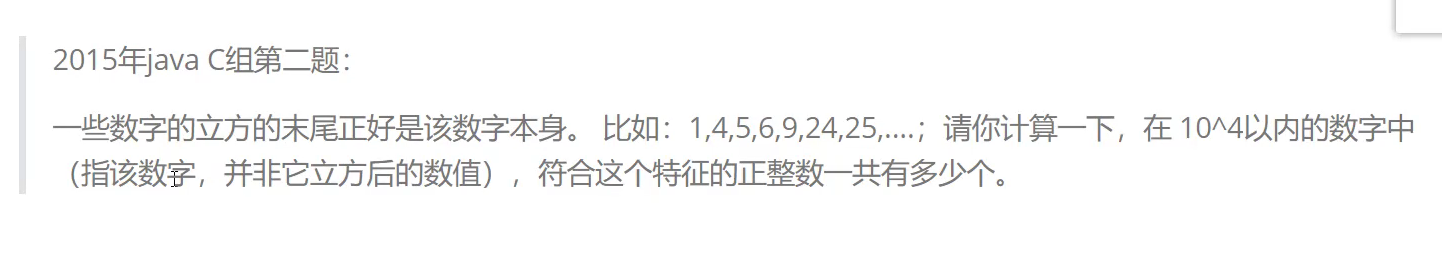 2015年java C组第二题：
一些数字的立方的末尾正好是该数字本身。 比如：1,4,5,6,9,24,25,....；请你计算一下，在 10^4以内的数字中
（指该数字，并非它立方后的数值），符合这个特征的正整数一共有多少个。